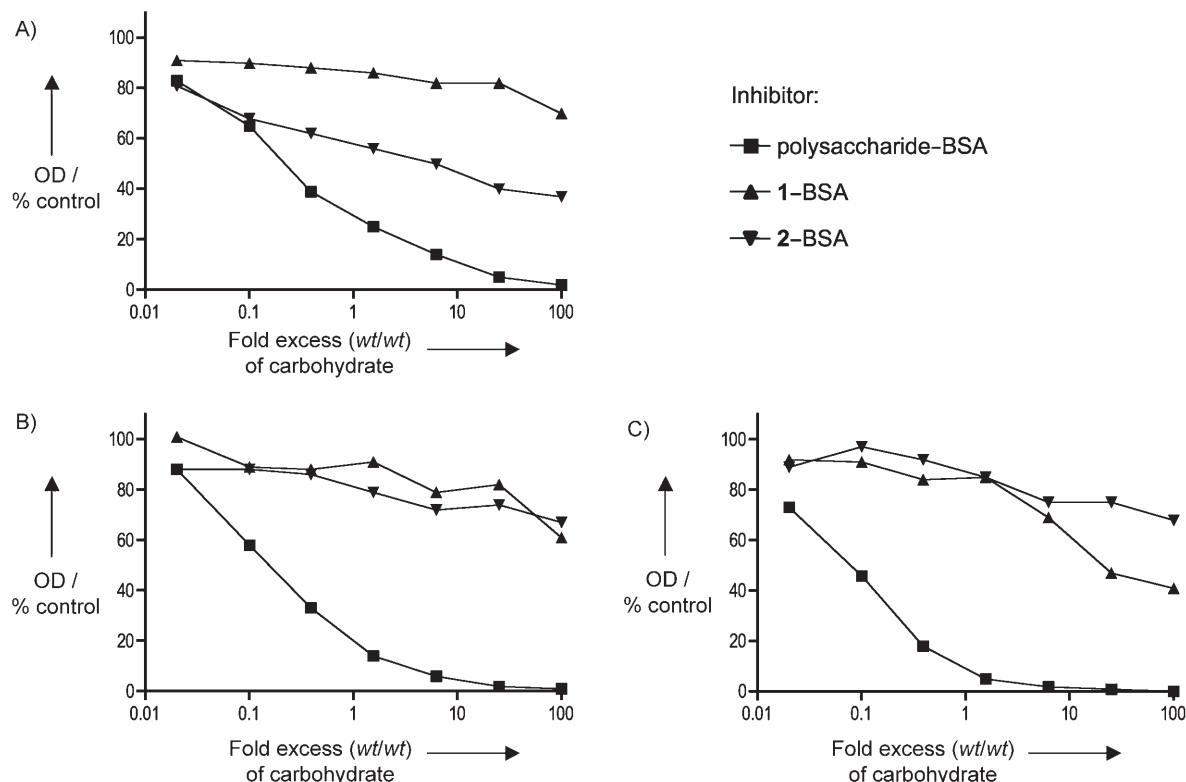 A)
100
80
60
40
20
0
OD /
% control
0.01 0.1 1 10 100
Fold excess (wt/wt)
of carbohydrate
Inhibitor:
polysaccharide–BSA
1–BSA
2–BSA
B)
100
80
60
40
20
0
OD /
% control
0.01 0.1 1 10 100
Fold excess (wt/wt)
of carbohydrate
C)
100
80
60
40
20
0
OD /
% control
0.01 0.1 1 10 100
Fold excess (wt/wt)
of carbohydrate